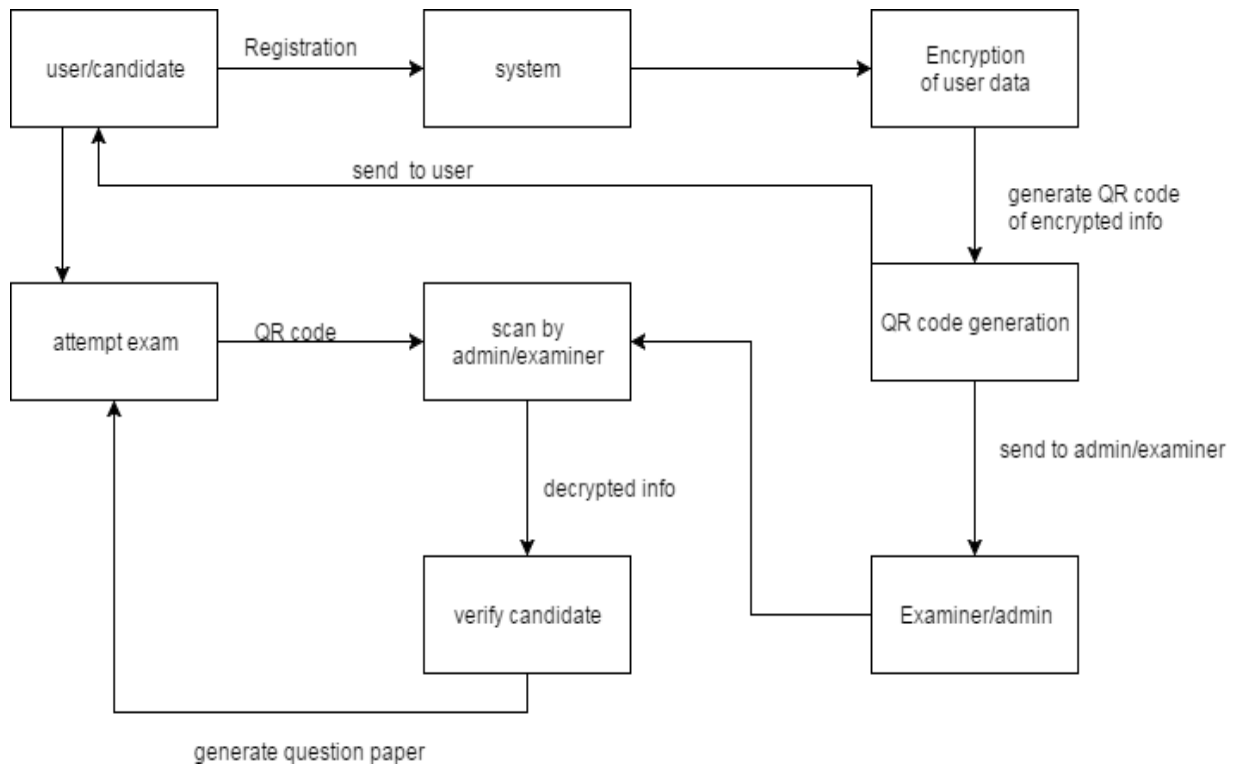 user/candidate
Registration
system
Encryption
of user data
send to user
generate QR code
of encrypted info
attempt exam
QR code
scan by
admin/examiner
QR code generation
send to admin/examiner
decrypted info
verify candidate
Examiner/admin
generate question paper